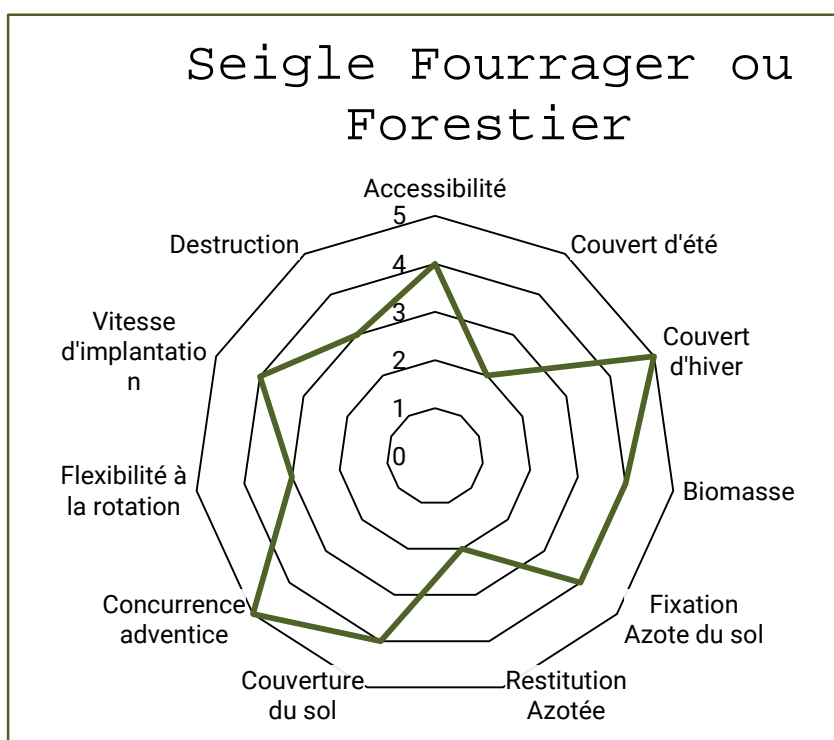 Seigle Fourrager ou
Forestier
Accessibilité
5
Destruction
Couvert d'été
4
Vitesse
d'implantatio
n
3
Couvert
d'hiver
2
1
0
Flexibilité à
la rotation
Biomasse
Concurrence
adventice
Fixation
Azote du sol
Couverture
du sol
Restitution
Azotée